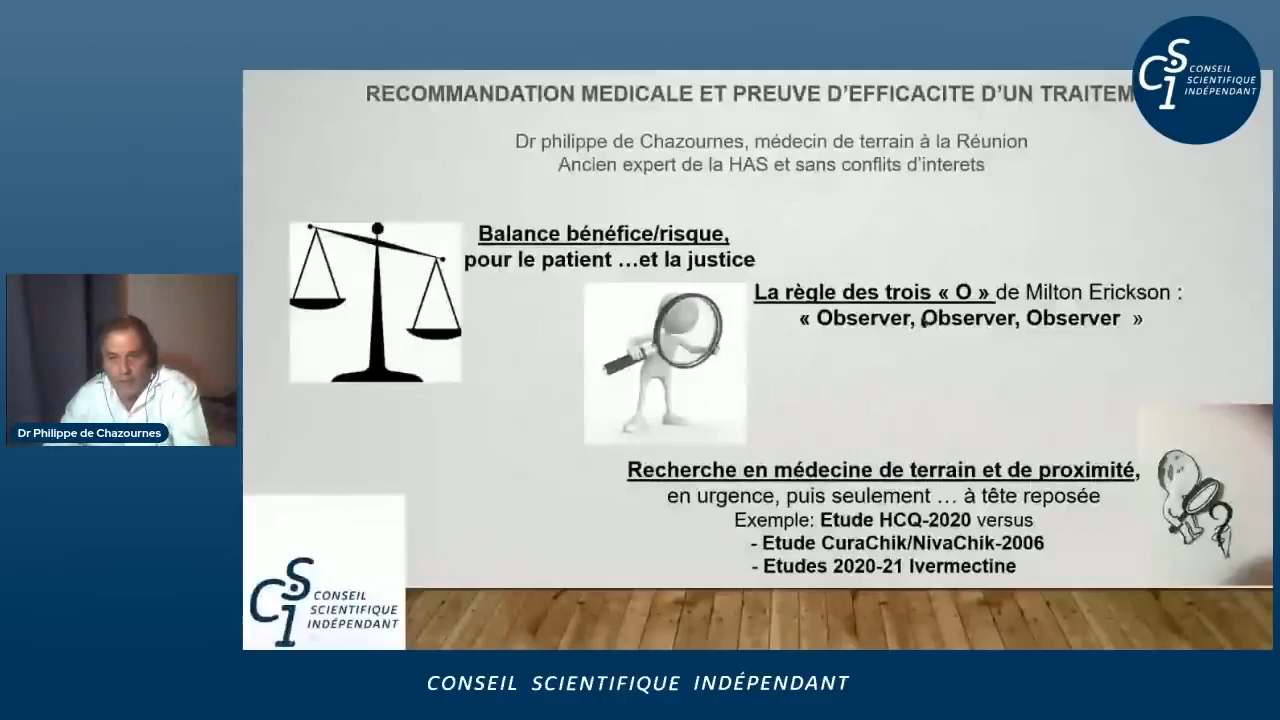 RECOMMANDATION MEDICALE ET PREUVE D'EFFICACITE D'UN TRAITEM
CSI CONSEIL
SCIENTIFIQUE
INDÉPENDANT
Dr philippe de Chazournes, médecin de terrain à la Réunion
Ancien expert de la HAS et sans conflits d'interets
Balance bénéfice/risque,
pour le patient …et la justice
La règle des trois « O » de Milton Erickson :
« Observer, Observer, Observer »
Dr Philippe de Chazournes
Recherche en médecine de terrain et de proximité,
en urgence, puis seulement … à tête reposée
Exemple: Etude HCQ-2020 versus
- Etude CuraChik/NivaChik-2006
- Etudes 2020-21 Ivermectine
CSI CONSEIL
SCIENTIFIQUE
INDÉPENDANT
CONSEIL SCIENTIFIQUE INDÉPENDANT